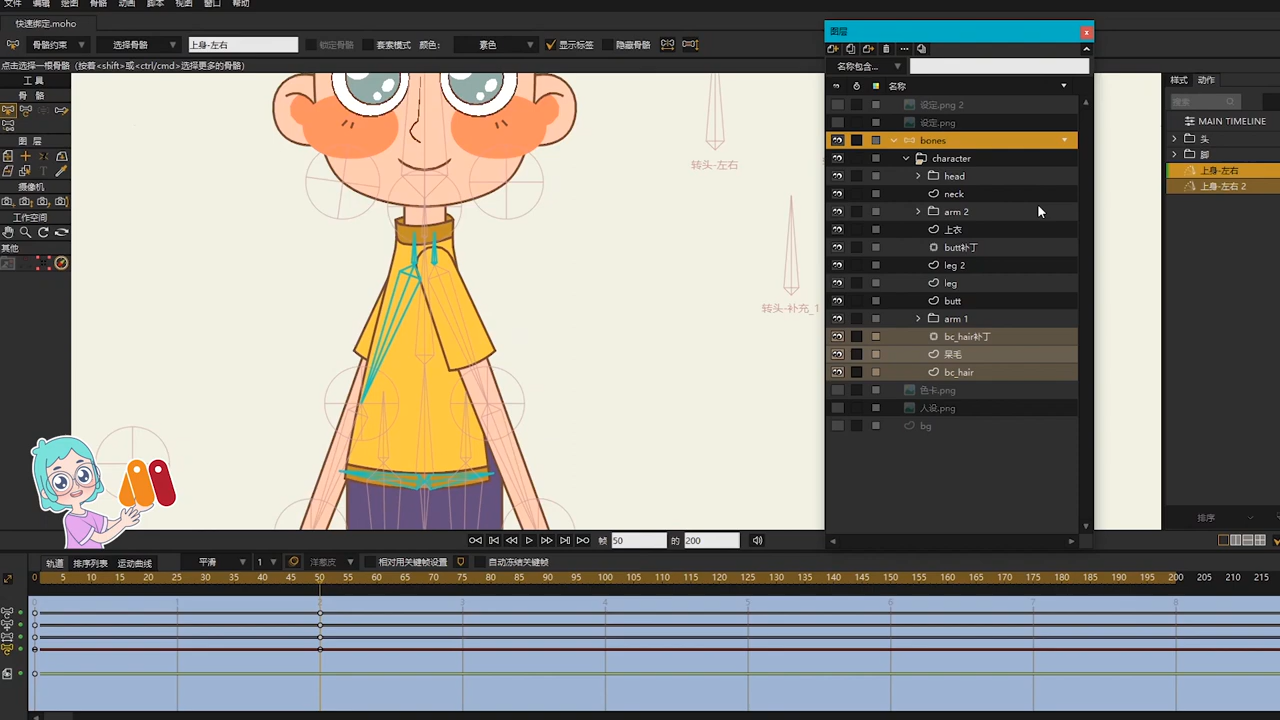 文件 编辑 绘图 骨骼 动画 脚本 视图 窗口 帮助
快速绑定.moho
骨骼约束 选择骨骼 上身-左右 锁定骨骼 颜色: 素色 显示标签 隐藏骨骼
点击选择一根骨骼 (按着<shift>或<ctrl/cmd>选择更多的骨骼)
工具
骨 骼
图 层
摄像机
工作空间
其他
转头-左右
转头-补充_1
图层
名称包含...
名称
设定.png 2
设定.png
bones
character
head
neck
arm 2
上衣
butt补丁
leg 2
leg
butt
arm 1
bc_hair补丁
呆毛
bc_hair
色卡.png
人设.png
bg
样式 动作
搜索
MAIN TIMELINE
头
脚
上身-左右
上身-左右 2
排序
帧 50 的 200
轨道 排序列表 运动曲线 平滑 1 洋葱皮 相对用关键帧设置 自动冻结关键帧
0 5 10 15 20 25 30 35 40 45 50 55 60 65 70 75 80 85 90 95 100 105 110 115 120 125 130 135 140 145 150 155 160 165 170 175 180 185 190 195 200 205 210 215
0 1 2 3 4 5 6 7 8